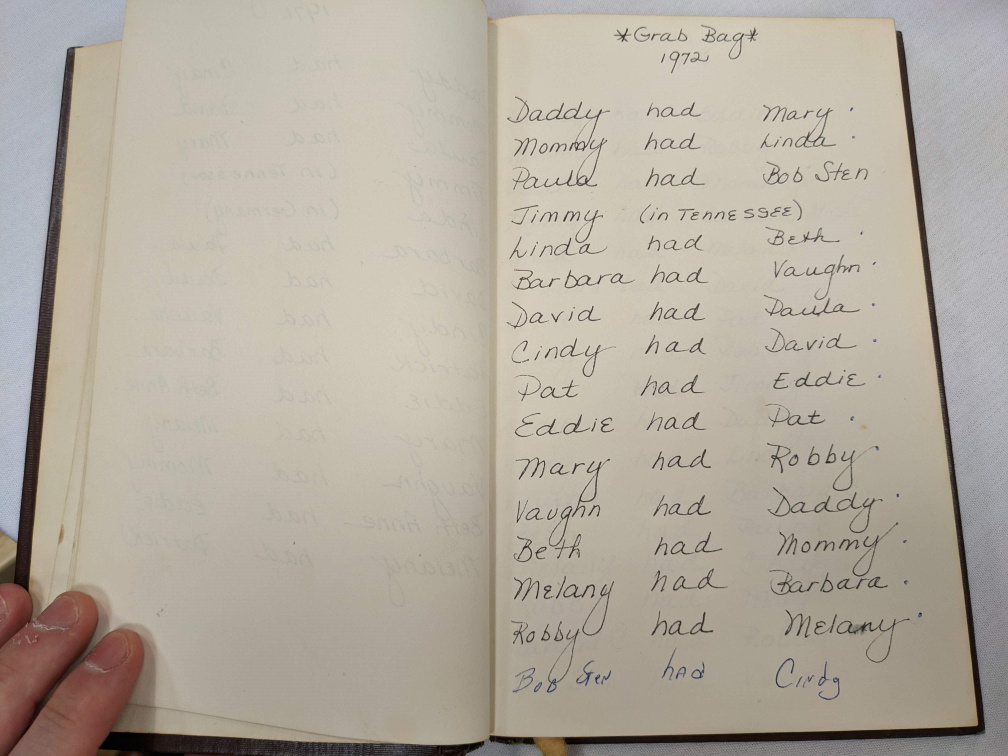 *Grab Bag*
1972
Daddy had Mary
Mommy had Linda
Paula had Bob Sten
Jimmy (in TENNESSEE)
Linda had Beth
Barbara had Vaughn
David had Paula
Cindy had David
Pat had Eddie
Eddie had Pat
Mary had Robby
Vaughn had Daddy
Beth had Mommy
Melany had Barbara
Robby had Melany
Bob Sten had Cindy